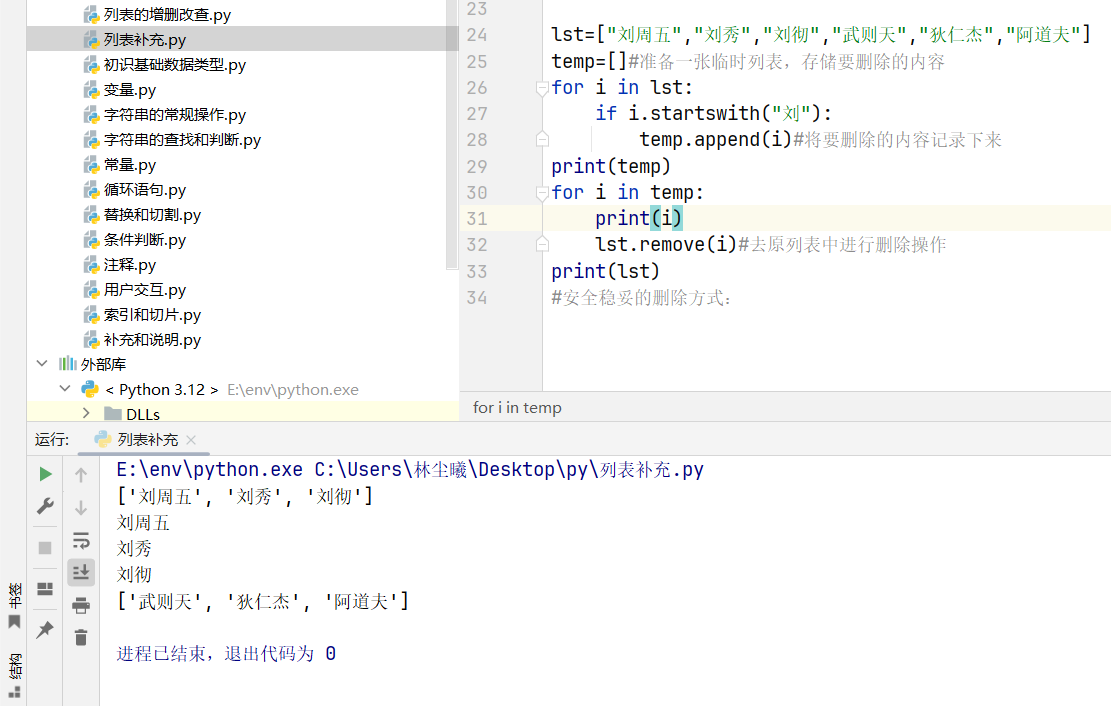 列表的增删改查.py
列表补充.py
初识基础数据类型.py
变量.py
字符串的常规操作.py
字符串的查找和判断.py
常量.py
循环语句.py
替换和切割.py
条件判断.py
注释.py
用户交互.py
索引和切片.py
补充和说明.py
外部库
< Python 3.12 > E:\env\python.exe
DLLs
23
24 lst=["刘周五","刘秀","刘彻","武则天","狄仁杰","阿道夫"]
25 temp=[]#准备一张临时列表，存储要删除的内容
26 for i in lst:
27 if i.startswith("刘"):
28 temp.append(i)#将要删除的内容记录下来
29 print(temp)
30 for i in temp:
31 print(i)
32 lst.remove(i)#去原列表中进行删除操作
33 print(lst)
34 #安全稳妥的删除方式：
for i in temp
运行: 列表补充
E:\env\python.exe C:\Users\林尘曦\Desktop\py\列表补充.py
['刘周五', '刘秀', '刘彻']
刘周五
刘秀
刘彻
['武则天', '狄仁杰', '阿道夫']
进程已结束，退出代码为 0
书签
结构